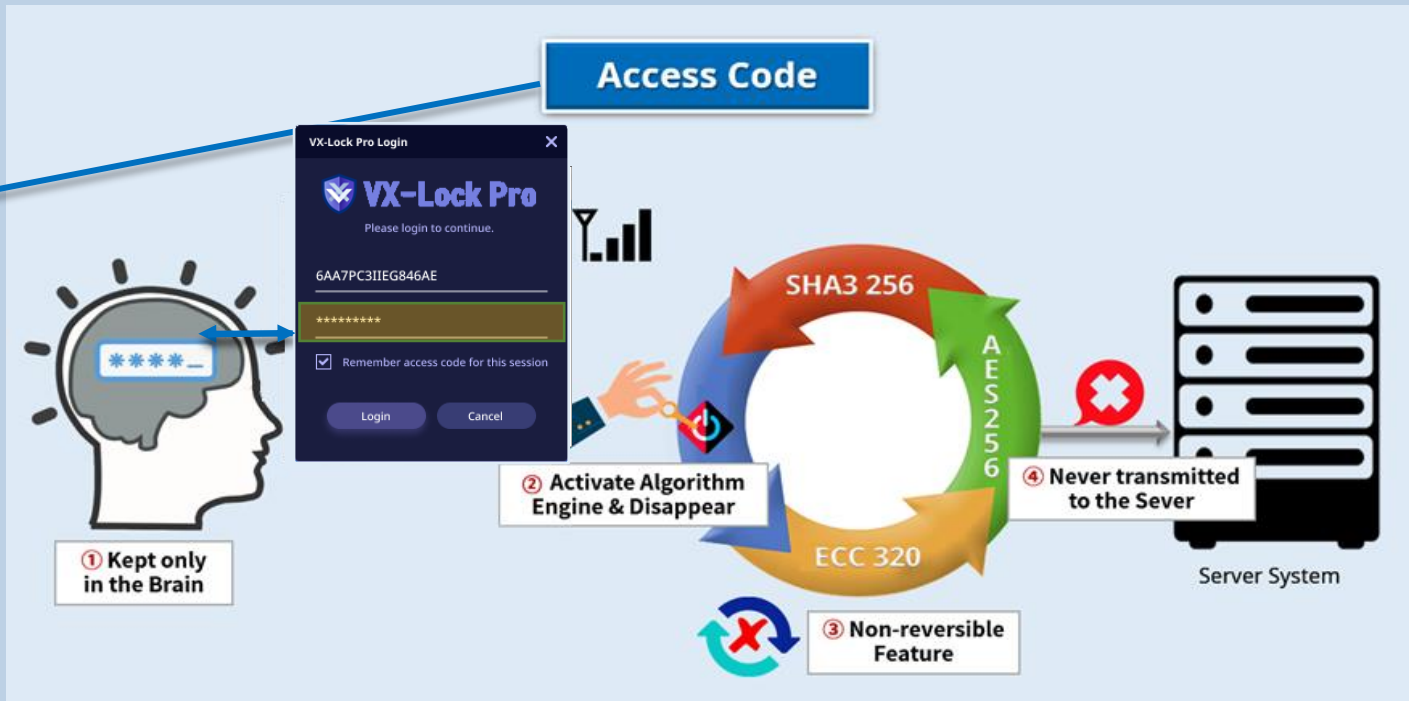 Access Code
VX-Lock Pro Login
VX-Lock Pro
Please login to continue.
6AA7PC3IIEG846AE
*********
Remember access code for this session
Login
Cancel
****_
① Kept only
in the Brain
② Activate Algorithm
Engine & Disappear
SHA3 256
AES256
ECC 320
③ Non-reversible
Feature
④ Never transmitted
to the Sever
Server System